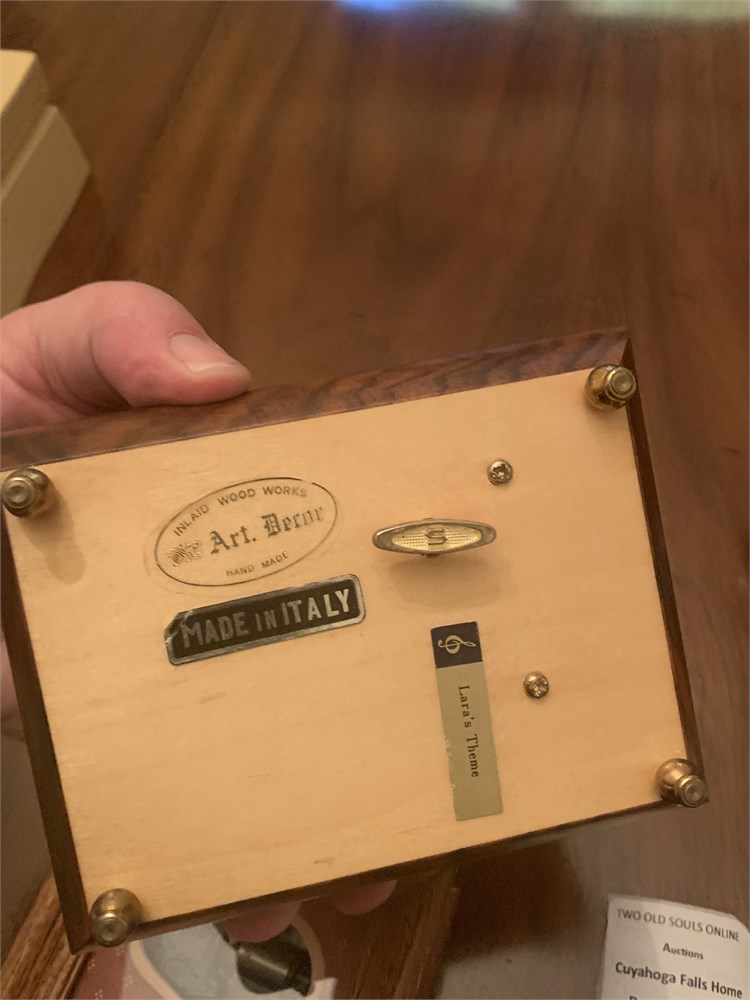 INLAID WOOD WORKS
Art. Decor
HAND MADE
MADE IN ITALY
S
Lara's Theme
TWO OLD SOULS ONLINE
Auctions
Cuyahoga Falls Home